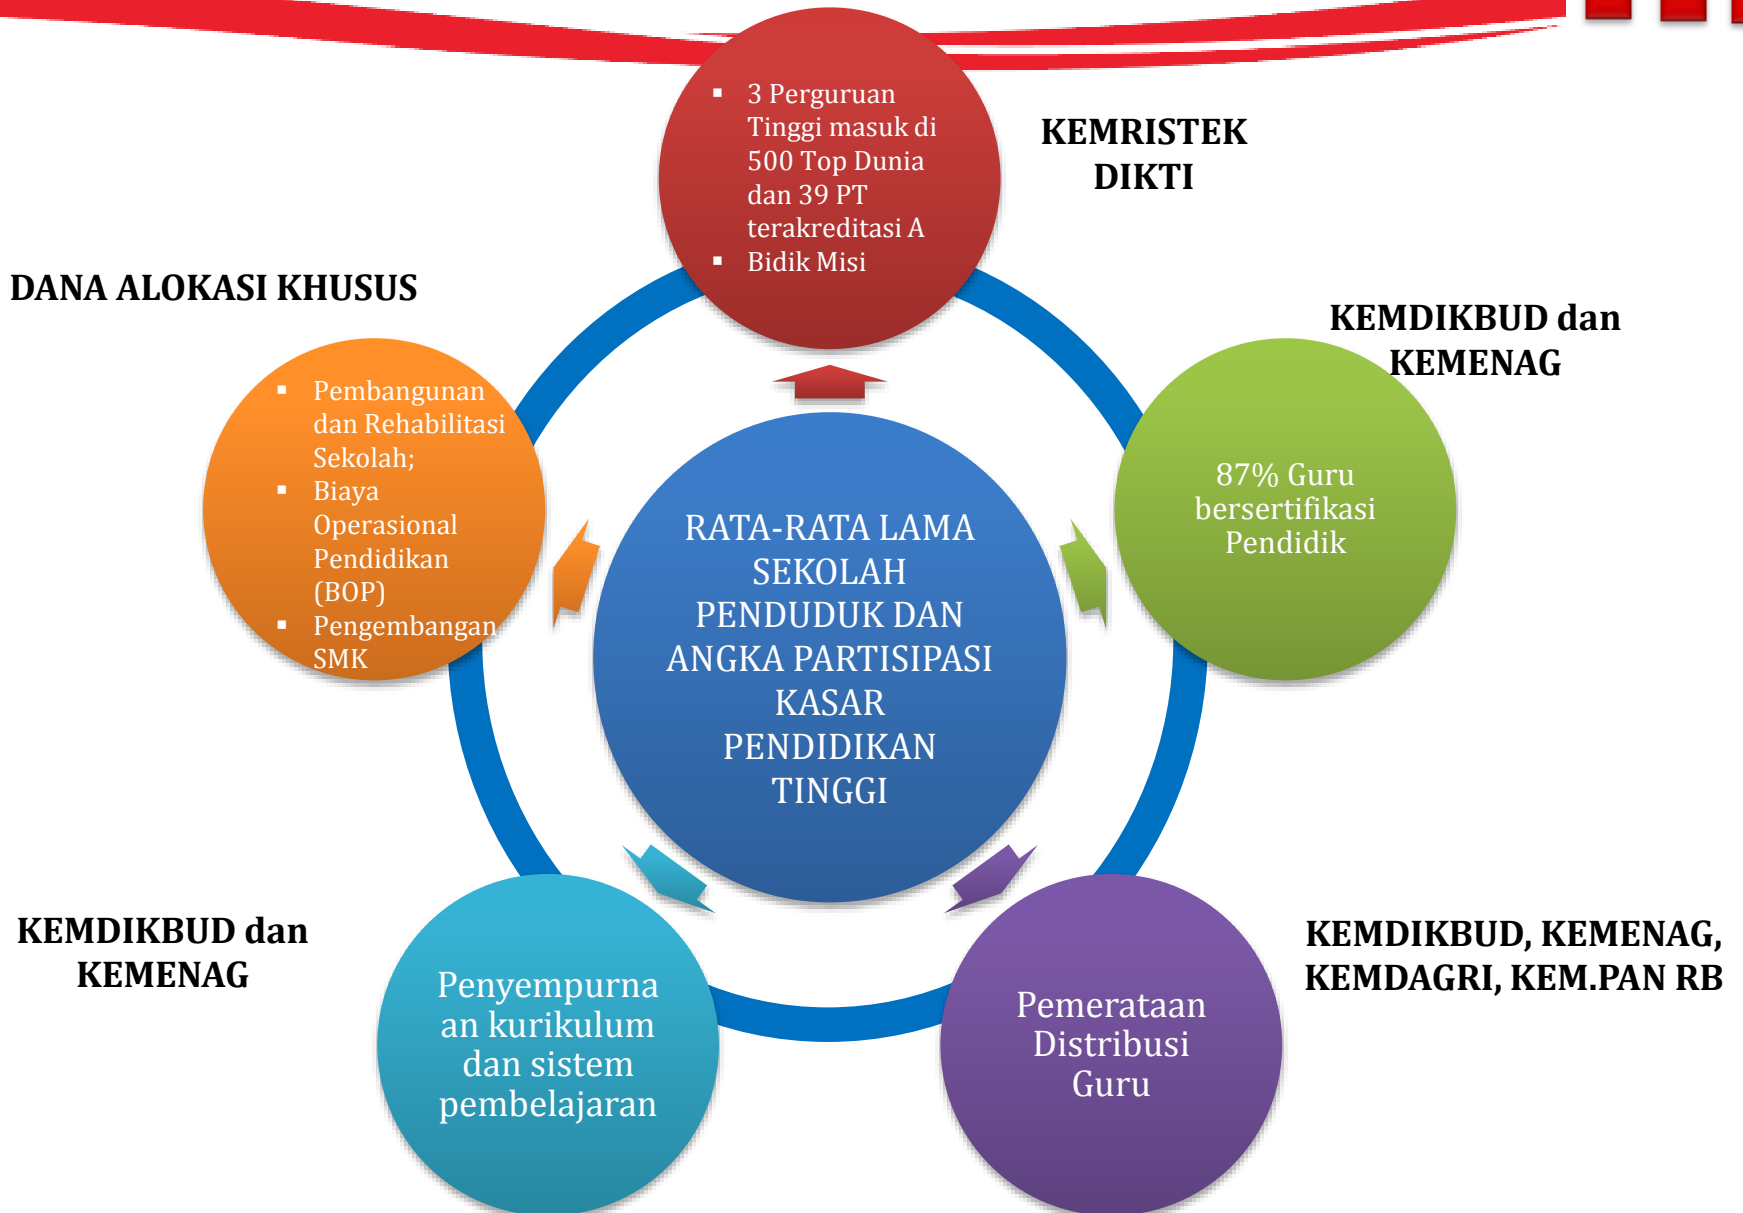 3 Perguruan
Tinggi masuk di
500 Top Dunia
dan 39 PT
terakreditasi A
Bidik Misi
KEMRISTEK
DIKTI
DANA ALOKASI KHUSUS
Pembangunan
dan Rehabilitasi
Sekolah;
Biaya
Operasional
Pendidikan
(BOP)
Pengembangan
SMK
KEMDIKBUD dan
KEMENAG
87% Guru
bersertifikasi
Pendidik
RATA-RATA LAMA
SEKOLAH
PENDUDUK DAN
ANGKA PARTISIPASI
KASAR
PENDIDIKAN
TINGGI
KEMDIKBUD dan
KEMENAG
Penyempurna
an kurikulum
dan sistem
pembelajaran
Pemerataan
Distribusi
Guru
KEMDIKBUD, KEMENAG,
KEMDAGRI, KEM.PAN RB